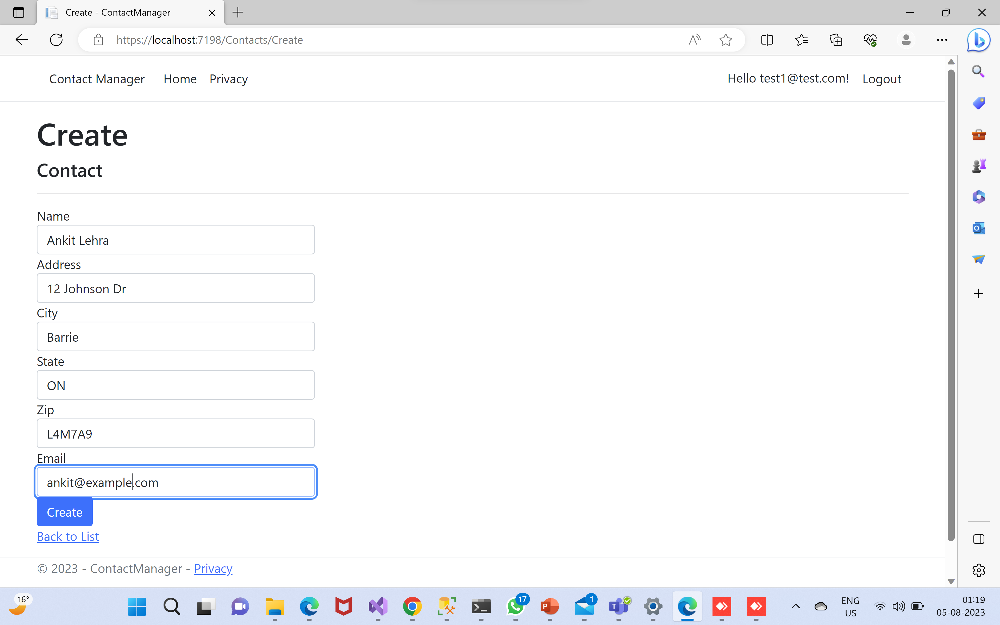 Create - ContactManager
https://localhost:7198/Contacts/Create
Contact Manager Home Privacy Hello test1@test.com! Logout
Create
Contact
Name
Ankit Lehra
Address
12 Johnson Dr
City
Barrie
State
ON
Zip
L4M7A9
Email
ankit@example.com
Create
Back to List
© 2023 - ContactManager - Privacy
16°
17
1
ENG
US
01:19
05-08-2023